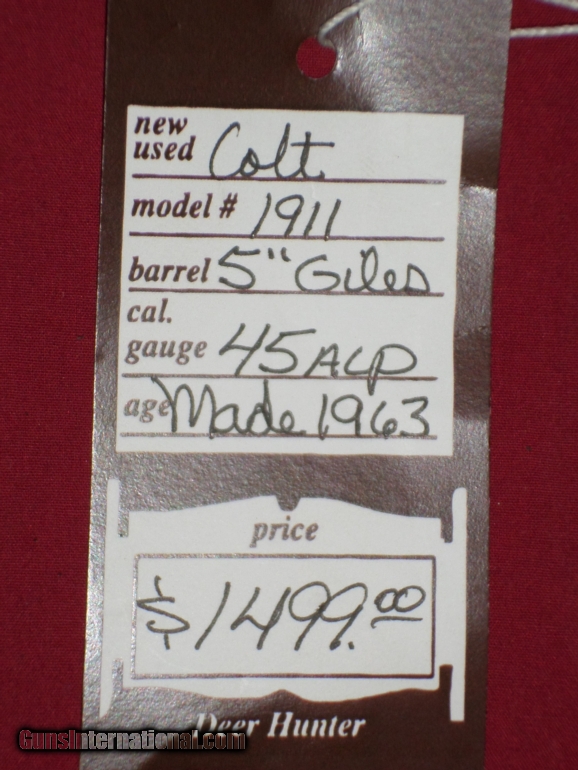 new
used Colt
model # 1911
barrel 5" Giles
cal.
gauge 45 ACP
age Made 1963
price
$1499.00
Deer Hunter
GunsInternational.com